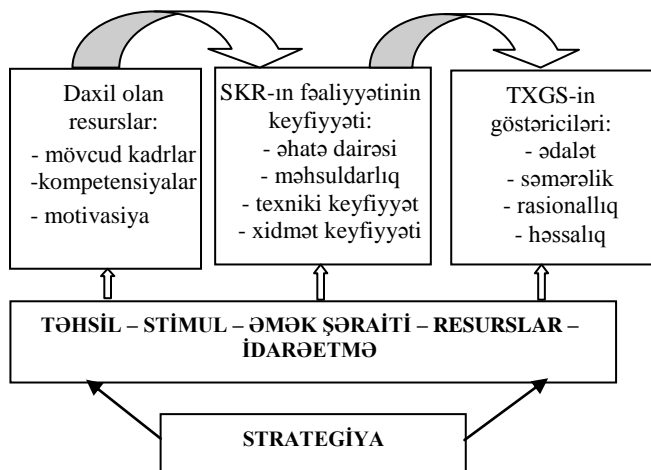 Daxil olan
resurslar:
- mövcud kadrlar
-kompetensiyalar
- motivasiya
SKR-ın fəaliyyətinin
keyfiyyəti:
- əhatə dairəsi
- məhsuldarlıq
- texniki keyfiyyət
- xidmət keyfiyyəti
TXGS-in
göstəriciləri:
- ədalət
- səmərəlik
- rasionallıq
- həssalıq
TƏHSİL – STİMUL – ƏMƏK ŞƏRAİTİ – RESURSLAR –
İDARƏETMƏ
STRATEGİYA